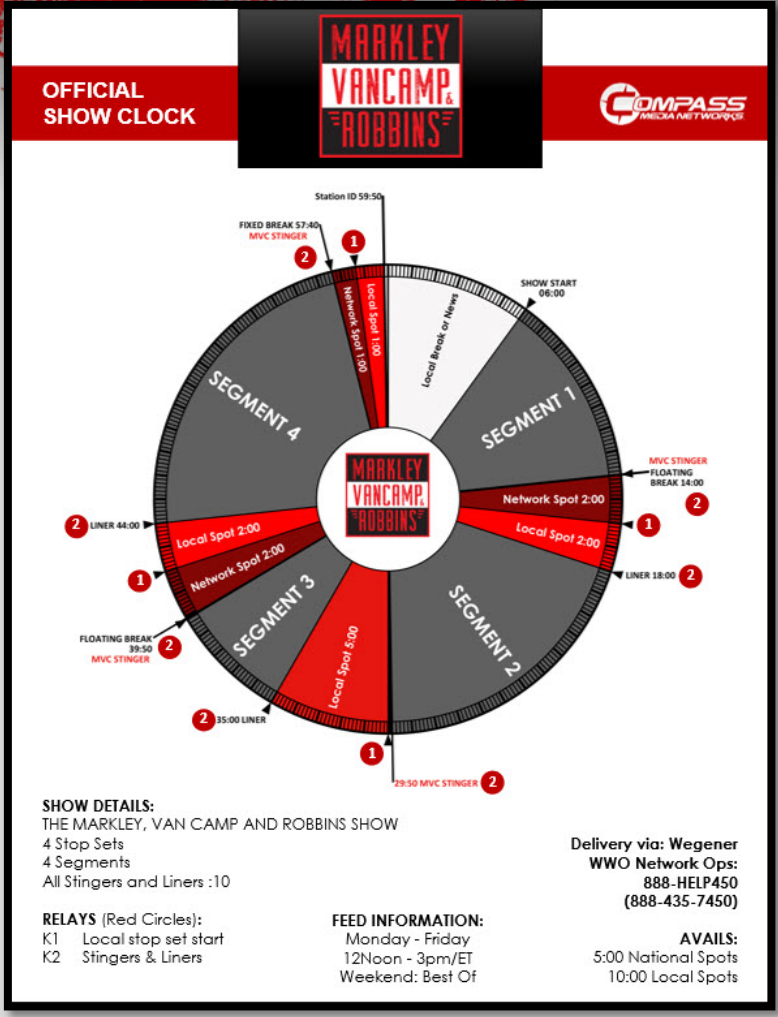 OFFICIAL
SHOW CLOCK
MARKLEY
VANCAMP&
ROBBINS
COMPASS
MEDIA NETWORKS
Station ID 59:50
FIXED BREAK 57:40
MVC STINGER
2
1
SHOW START
06:00
Network Spot 1:00
Local Spot 1:00
Local Break or News
SEGMENT 4
SEGMENT 1
MVC STINGER
FLOATING
BREAK 14:00
2
MARKLEY
VANCAMP&
ROBBINS
Network Spot 2:00
Local Spot 2:00
1
2
LINER 44:00
Local Spot 2:00
LINER 18:00
2
1
Network Spot 2:00
SEGMENT 3
SEGMENT 2
FLOATING BREAK
39:50
MVC STINGER
2
Local Spot 5:00
2
35:00 LINER
1
29:50 MVC STINGER
2
SHOW DETAILS:
THE MARKLEY, VAN CAMP AND ROBBINS SHOW
4 Stop Sets
4 Segments
All Stingers and Liners :10
Delivery via: Wegener
WWO Network Ops:
888-HELP450
(888-435-7450)
RELAYS (Red Circles):
K1 Local stop set start
K2 Stingers & Liners
FEED INFORMATION:
Monday - Friday
12Noon - 3pm/ET
Weekend: Best Of
AVAILS:
5:00 National Spots
10:00 Local Spots